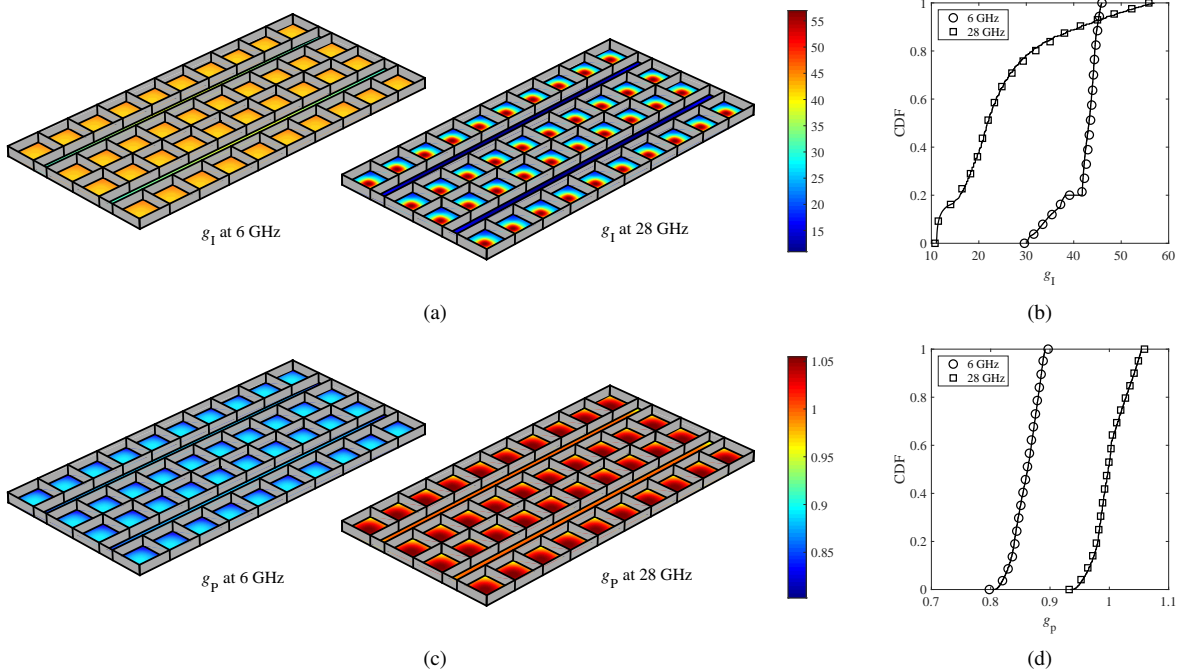 g_I at 6 GHz
g_I at 28 GHz
55
50
45
40
35
30
25
20
15
(a)
6 GHz
28 GHz
CDF
1
0.8
0.6
0.4
0.2
0
10 20 30 40 50 60
g_I
(b)
g_P at 6 GHz
g_P at 28 GHz
1.05
1
0.95
0.9
0.85
(c)
6 GHz
28 GHz
CDF
1
0.8
0.6
0.4
0.2
0
0.7 0.8 0.9 1 1.1
g_p
(d)